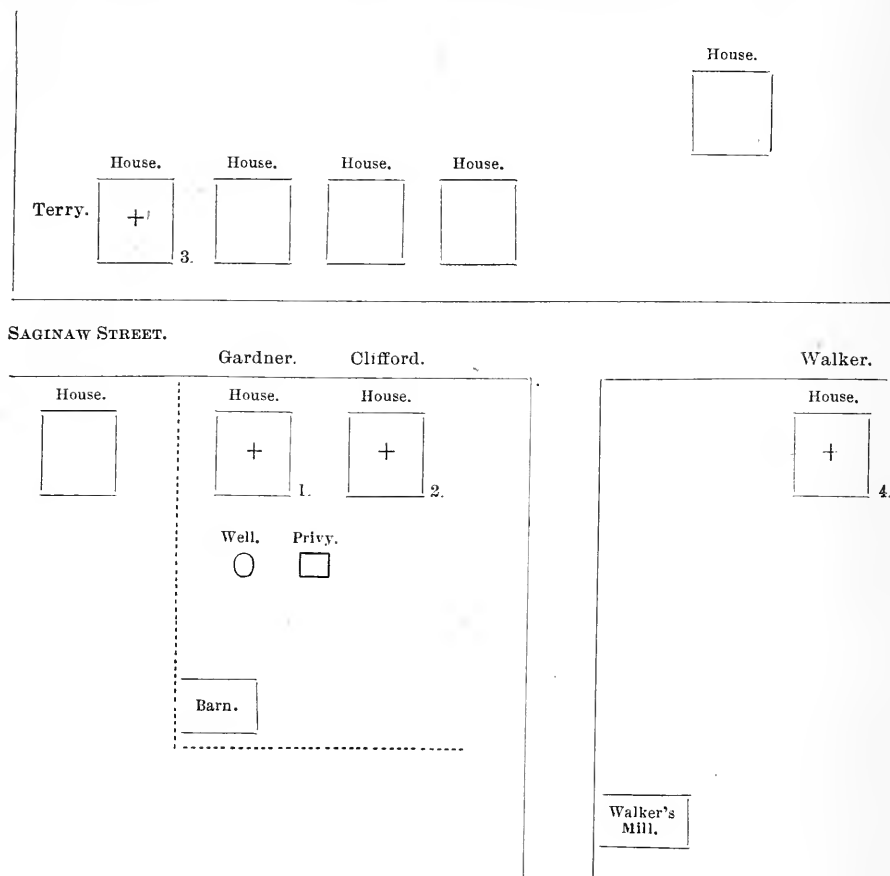 House.
House. House. House. House.
Terry.
3.
SAGINAW STREET.
Gardner. Clifford. Walker.
House. House. House. House.
1. 2. 4.
Well. Privy.
Barn.
Walker's
Mill.